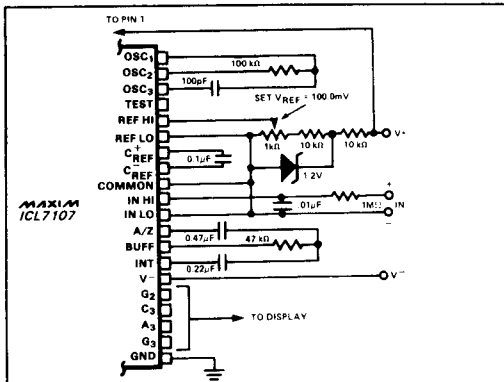 TO PIN 1
OSC1
OSC2
OSC3
TEST
REF HI
REF LO
C+REF
C−REF
COMMON
IN HI
IN LO
A/Z
BUFF
INT
V−
G2
C3
A3
G3
GND
MAXIM
ICL7107
100 kΩ
100pF
SET VREF = 100.0mV
1kΩ
10 kΩ
10 kΩ
V+
0.1µF
1.2V
+
.01µF
1MΩ
IN
−
0.47µF
47 kΩ
0.22µF
V−
TO DISPLAY